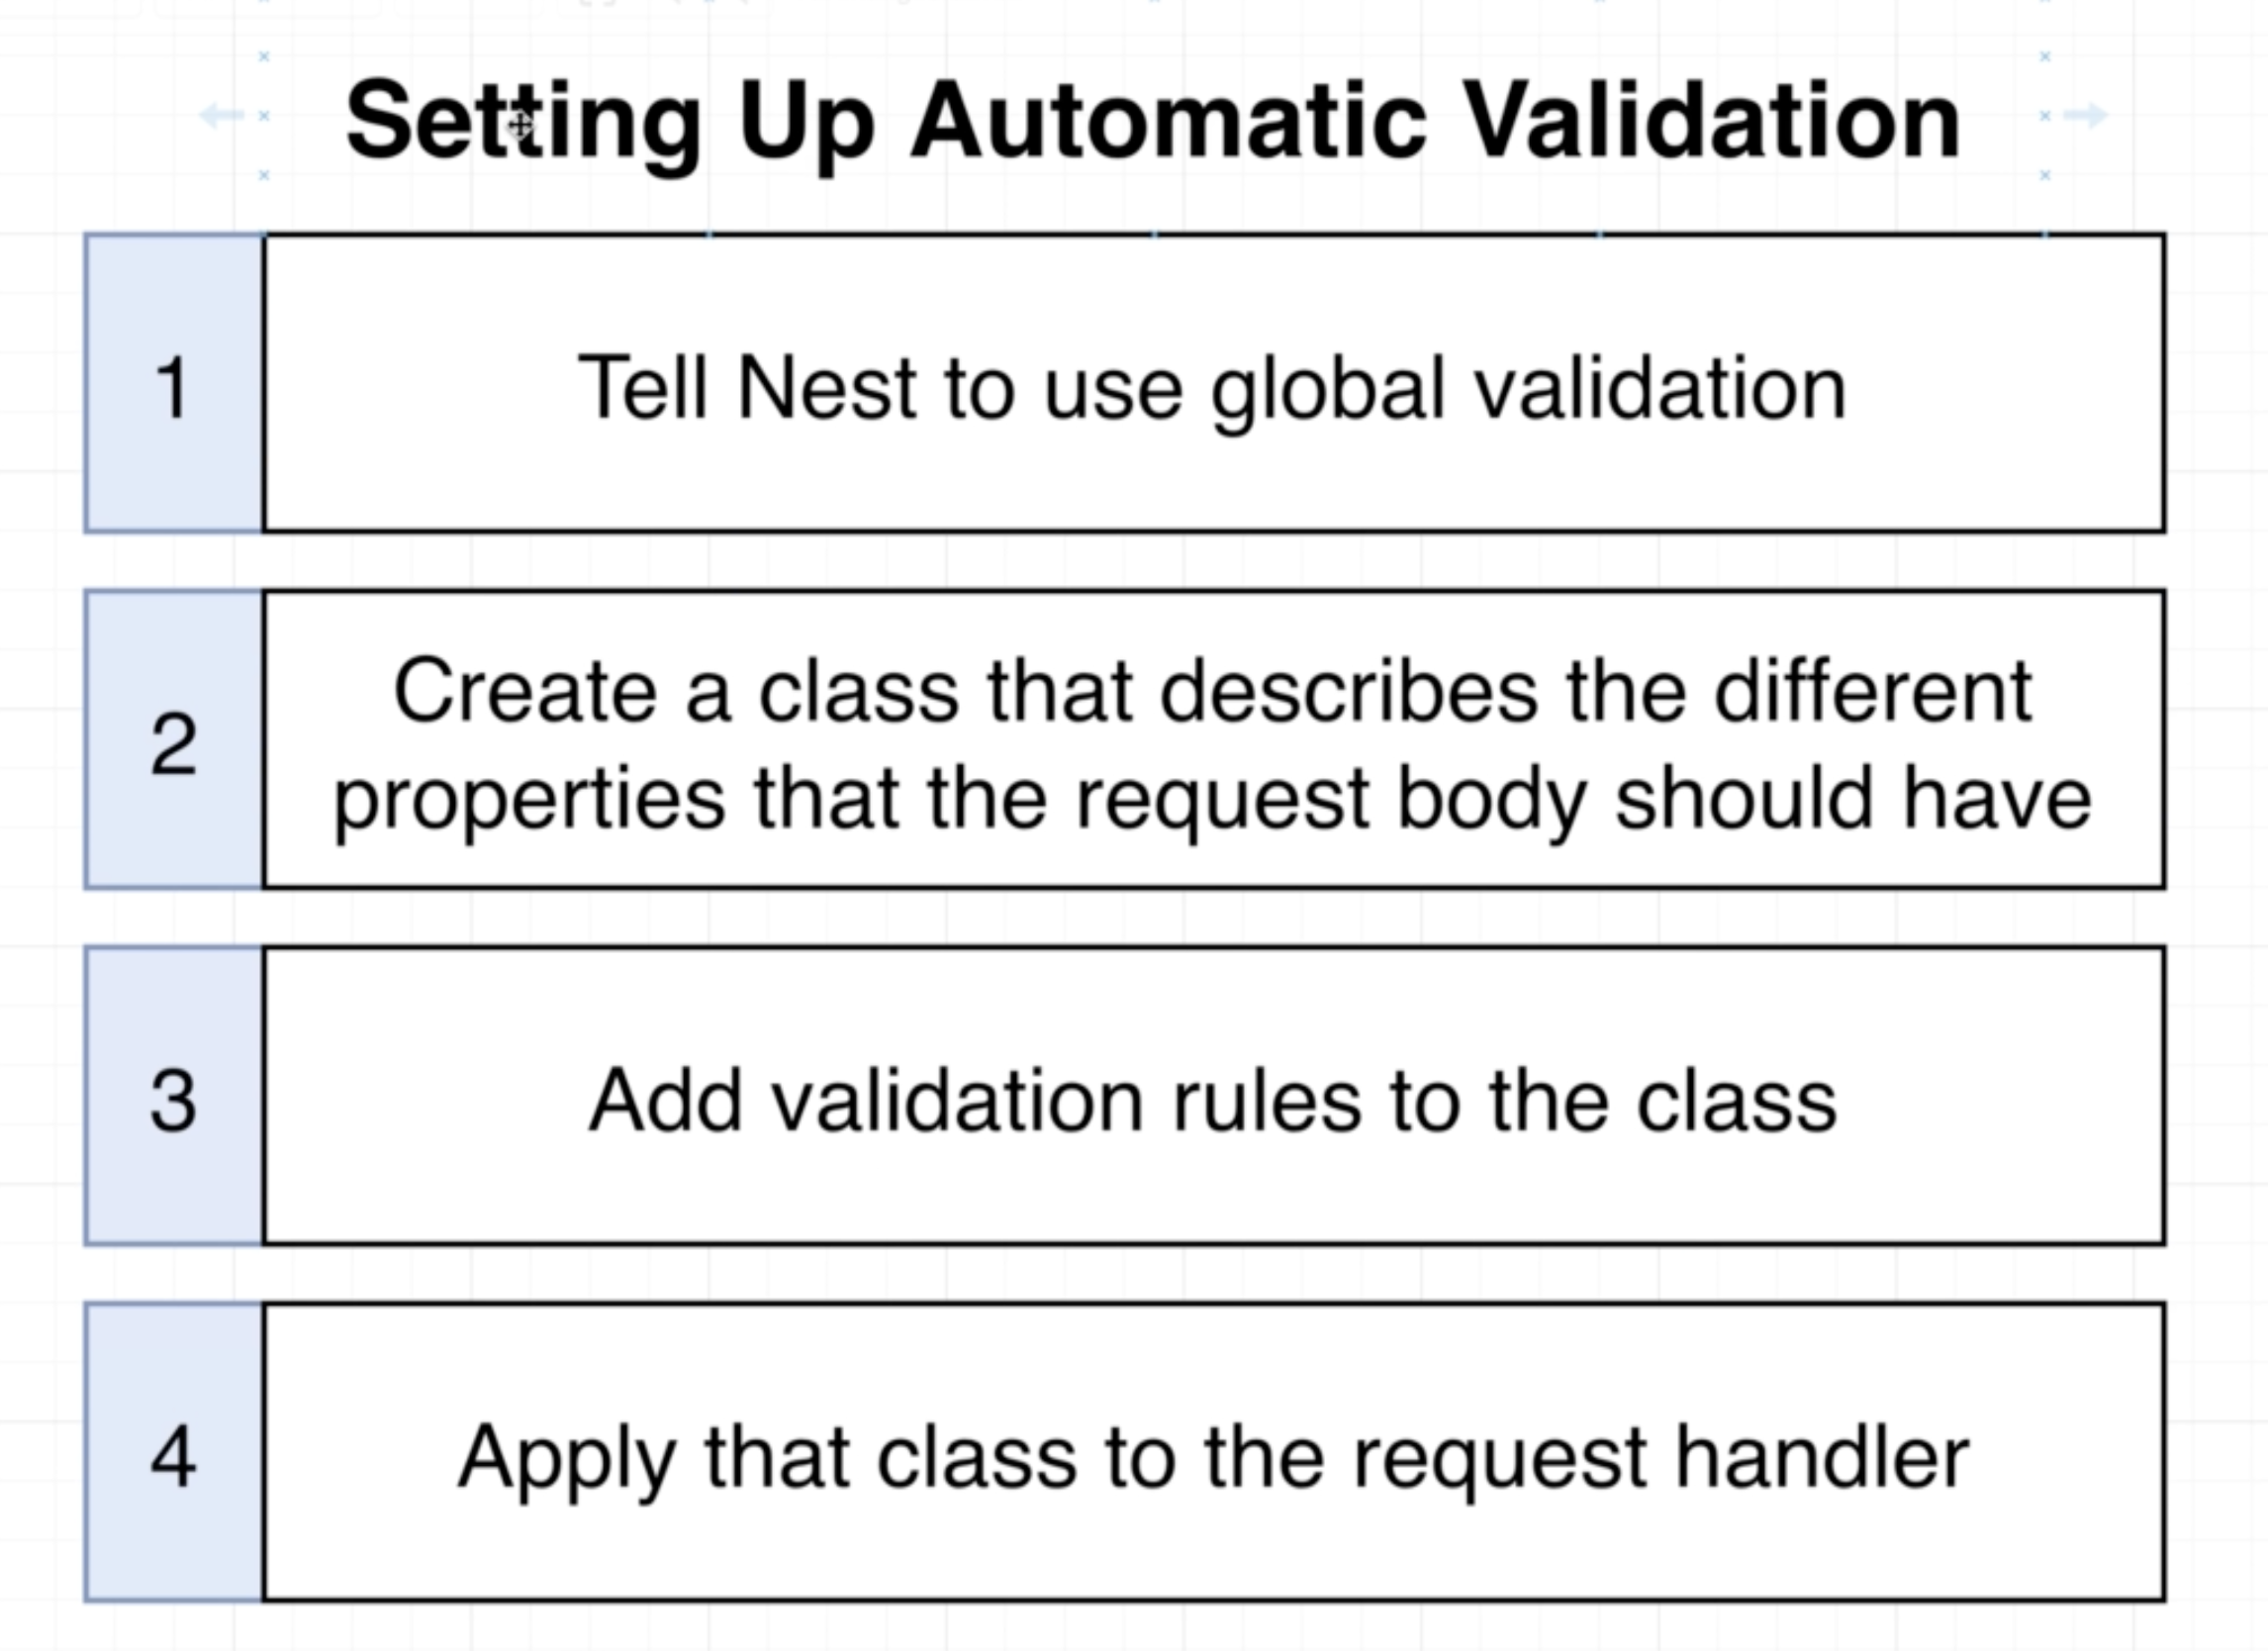 Setting Up Automatic Validation
1
Tell Nest to use global validation
2
Create a class that describes the different
properties that the request body should have
3
Add validation rules to the class
4
Apply that class to the request handler